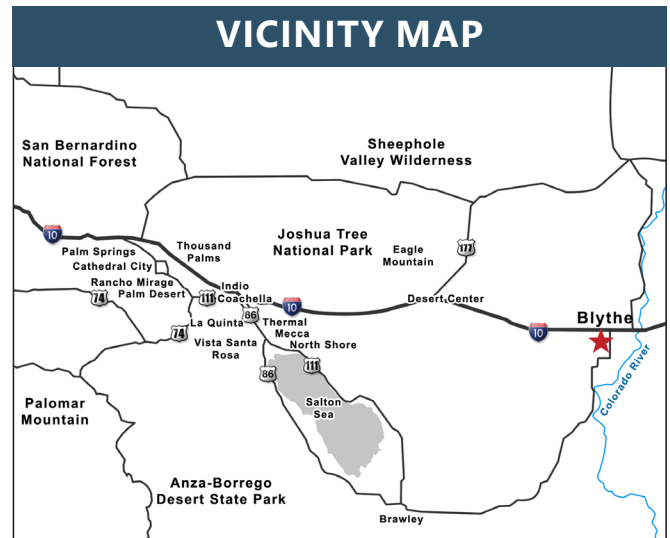 VICINITY MAP
San Bernardino
National Forest
Sheephole
Valley Wilderness
10
Palm Springs
Cathedral City
Thousand
Palms
Joshua Tree
National Park
Eagle
Mountain
177
Rancho Mirage
Palm Desert
74
111
Indio
Coachella
10
Desert Center
86
Blythe
La Quinta
Thermal
Mecca
74
10
Vista Santa
Rosa
North Shore
111
86
Colorado River
Palomar
Mountain
Salton
Sea
Anza-Borrego
Desert State Park
Brawley